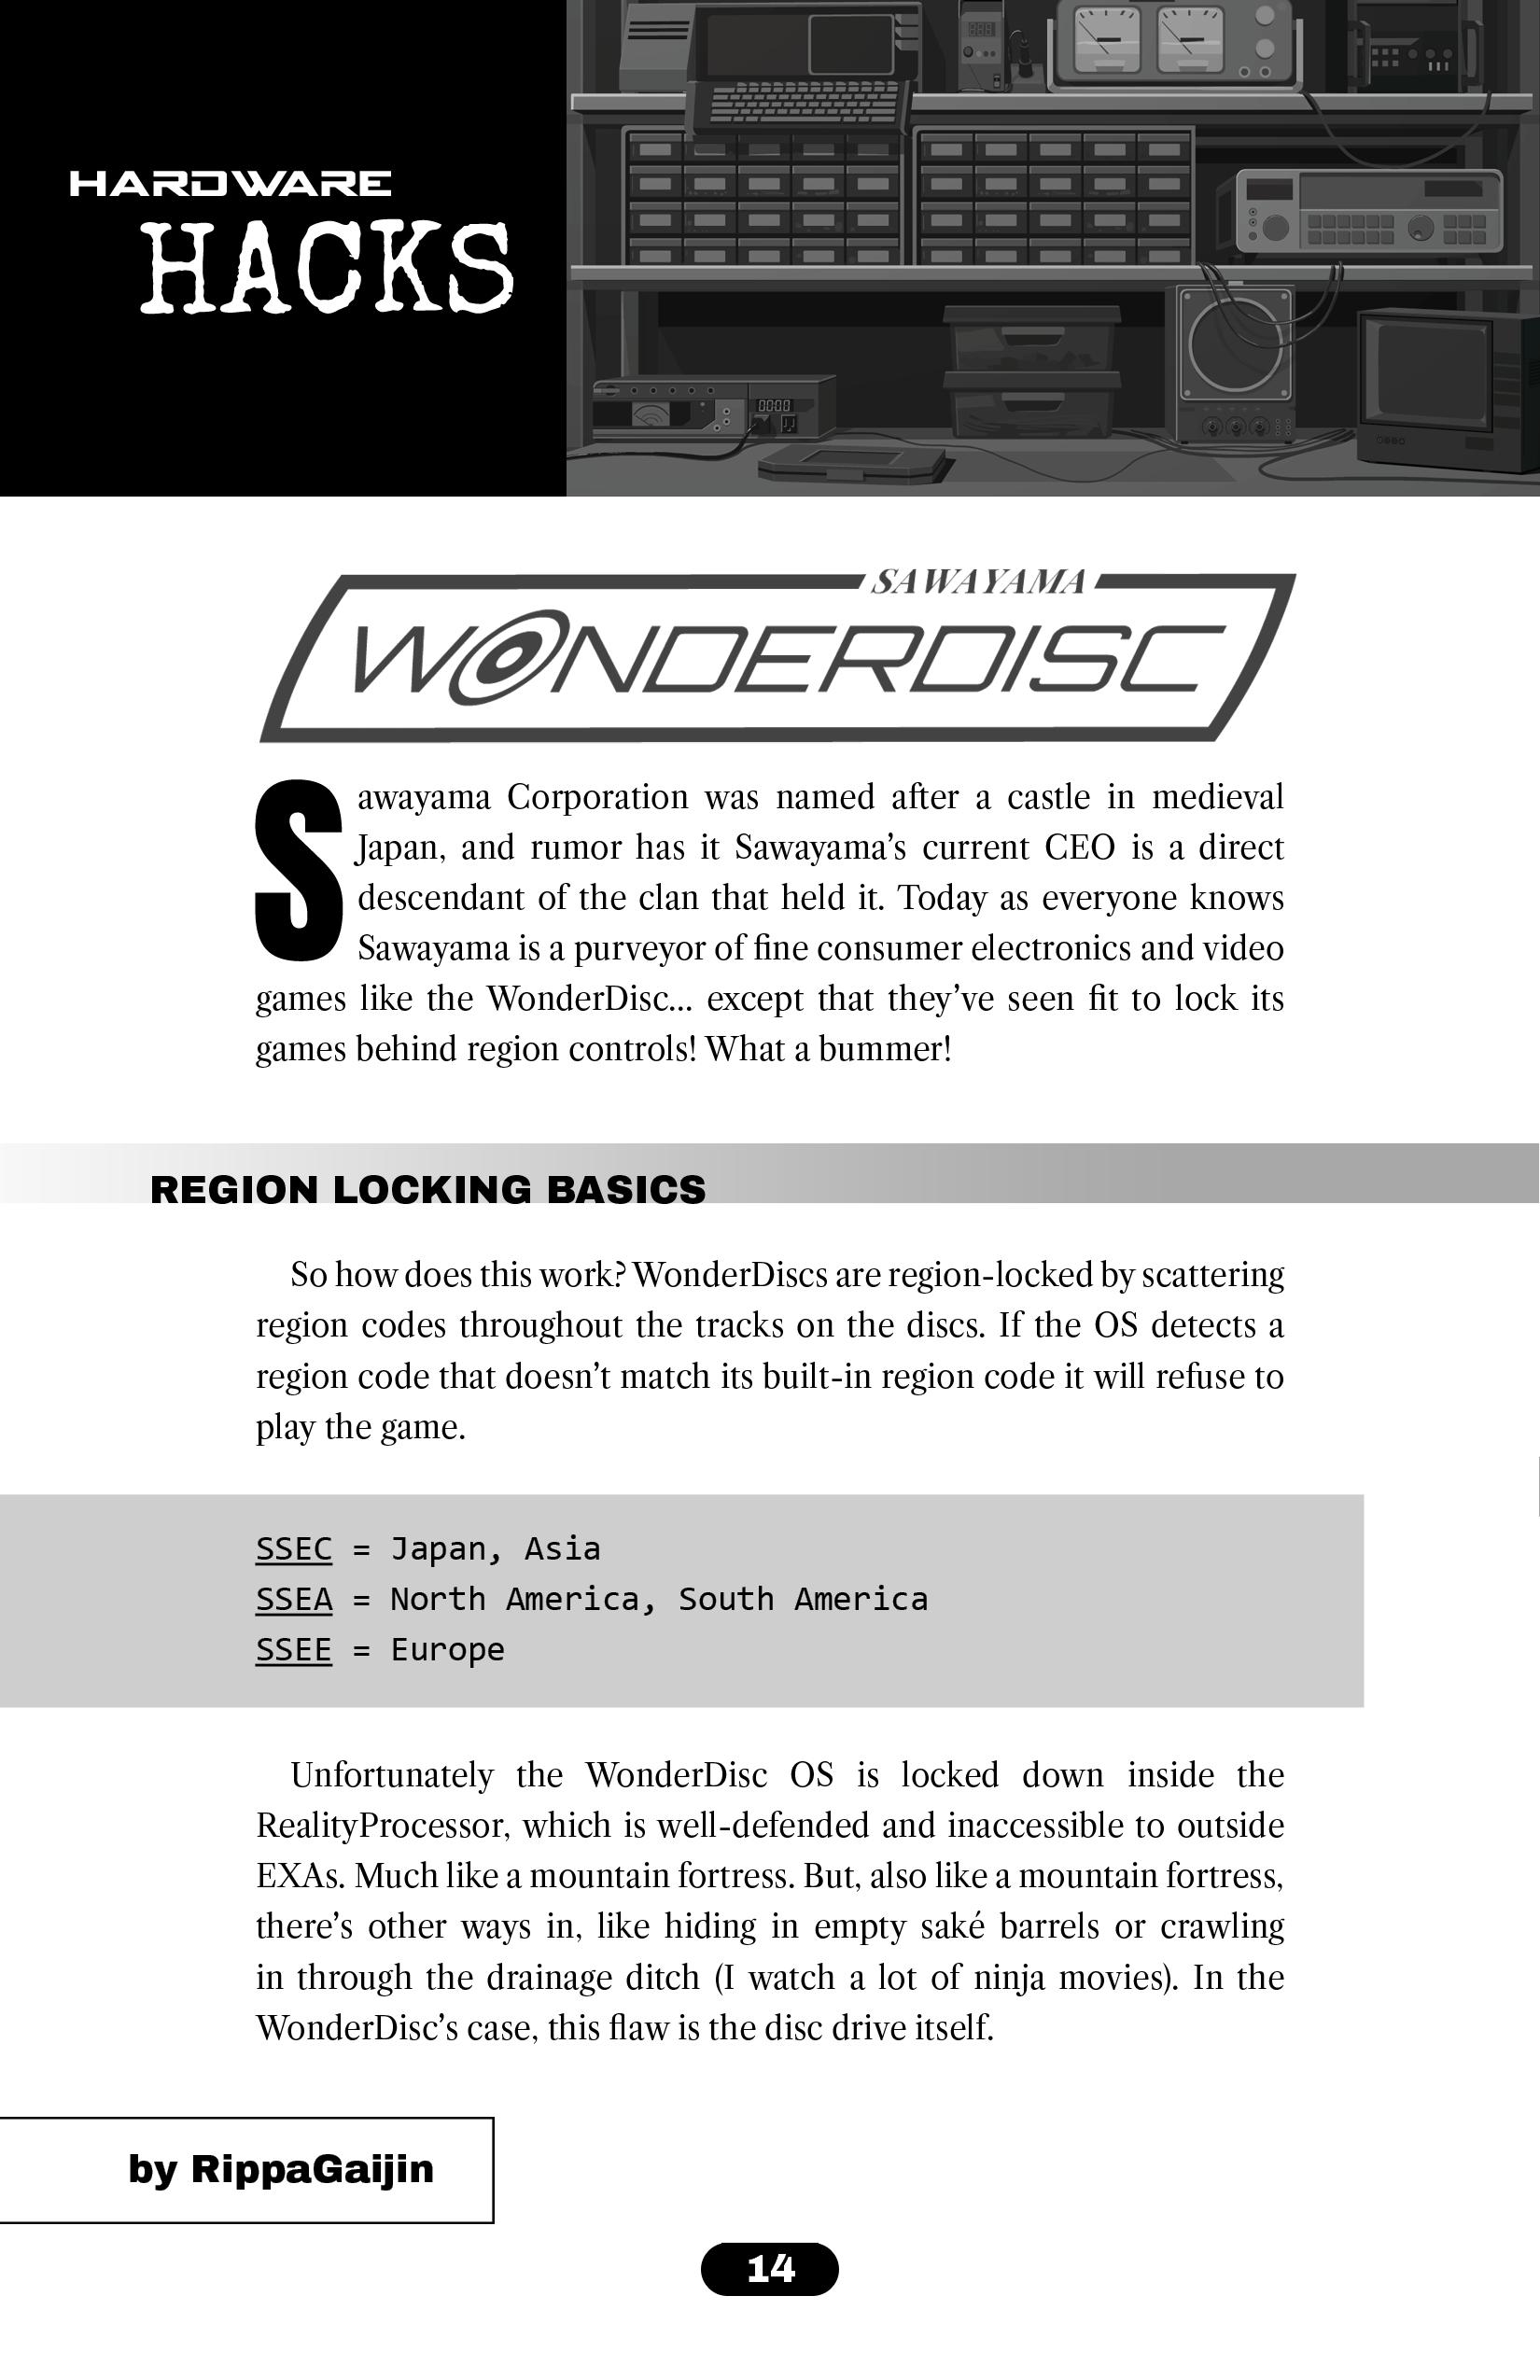 HARDWARE
HACKS
SAWAYAMA
WONDERDISC
Sawayama Corporation was named after a castle in medieval
Japan, and rumor has it Sawayama’s current CEO is a direct
descendant of the clan that held it. Today as everyone knows
Sawayama is a purveyor of fine consumer electronics and video
games like the WonderDisc... except that they’ve seen fit to lock its
games behind region controls! What a bummer!
REGION LOCKING BASICS
So how does this work? WonderDiscs are region-locked by scattering
region codes throughout the tracks on the discs. If the OS detects a
region code that doesn’t match its built-in region code it will refuse to
play the game.
SSEC = Japan, Asia
SSEA = North America, South America
SSEE = Europe
Unfortunately the WonderDisc OS is locked down inside the
RealityProcessor, which is well-defended and inaccessible to outside
EXAs. Much like a mountain fortress. But, also like a mountain fortress,
there’s other ways in, like hiding in empty saké barrels or crawling
in through the drainage ditch (I watch a lot of ninja movies). In the
WonderDisc’s case, this flaw is the disc drive itself.
by RippaGaijin
14